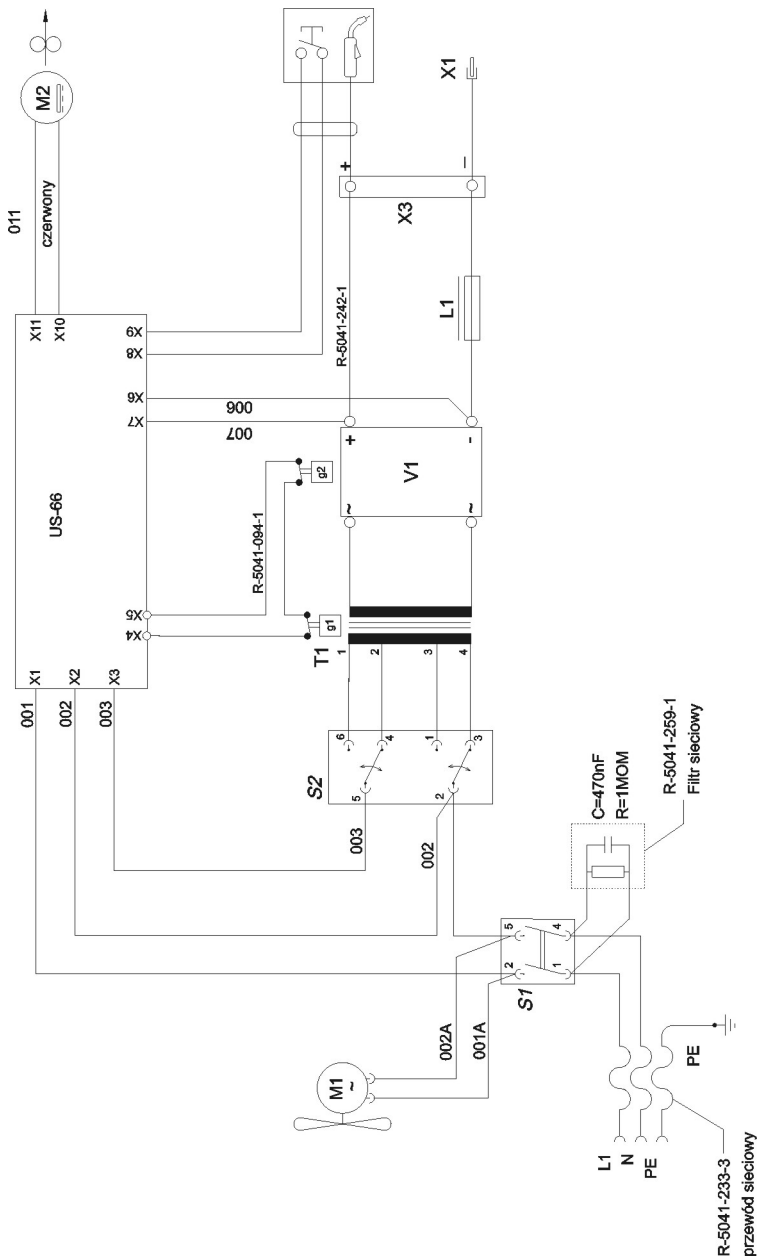 011
czerwony
M2
X11
X10
X9
X8
X6
X7
006
007
US-66
R-5041-094-1
X5
X4
X1
X2
X3
001
002
003
g2
g1
R-5041-242-1
X1
+
−
X3
L1
+
-
V1
~
~
T1
1
2
3
4
S2
6
4
1
3
5
2
003
002
C=470nF
R=1MOM
R-5041-259-1
Filtr sieciowy
S1
5
2
4
1
002A
001A
M1
~
PE
L1
N
PE
R-5041-233-3
przewód sieciowy